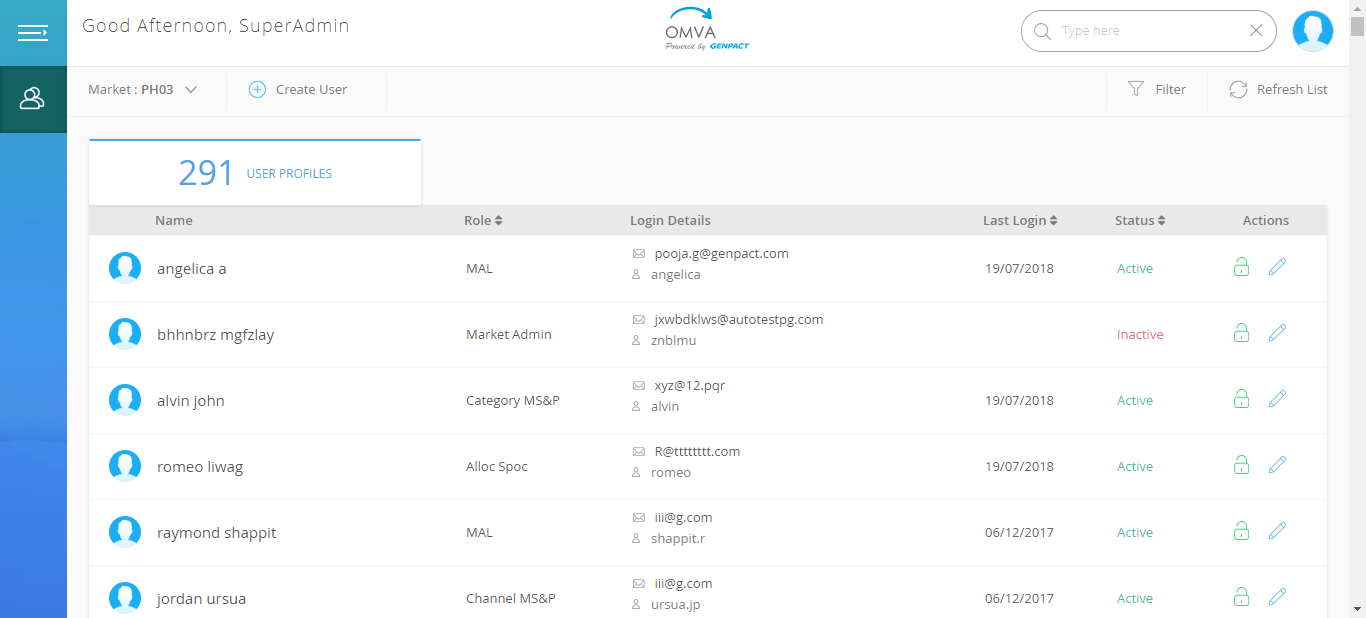 Good Afternoon, SuperAdmin
OMVA
Powered by GENPACT
Type here
Market : PH03
Create User
Filter
Refresh List
291 USER PROFILES
Name Role Login Details Last Login Status Actions
pooja.g@genpact.com
angelica a MAL 19/07/2018 Active
angelica
jxwbdklws@autotestpg.com
bhhnbrz mgfzlay Market Admin Inactive
znblmu
xyz@12.pqr
alvin john Category MS&P 19/07/2018 Active
alvin
R@tttttttt.com
romeo liwag Alloc Spoc 19/07/2018 Active
romeo
iii@g.com
raymond shappit MAL 06/12/2017 Active
shappit.r
iii@g.com
jordan ursua Channel MS&P 06/12/2017 Active
ursua.jp